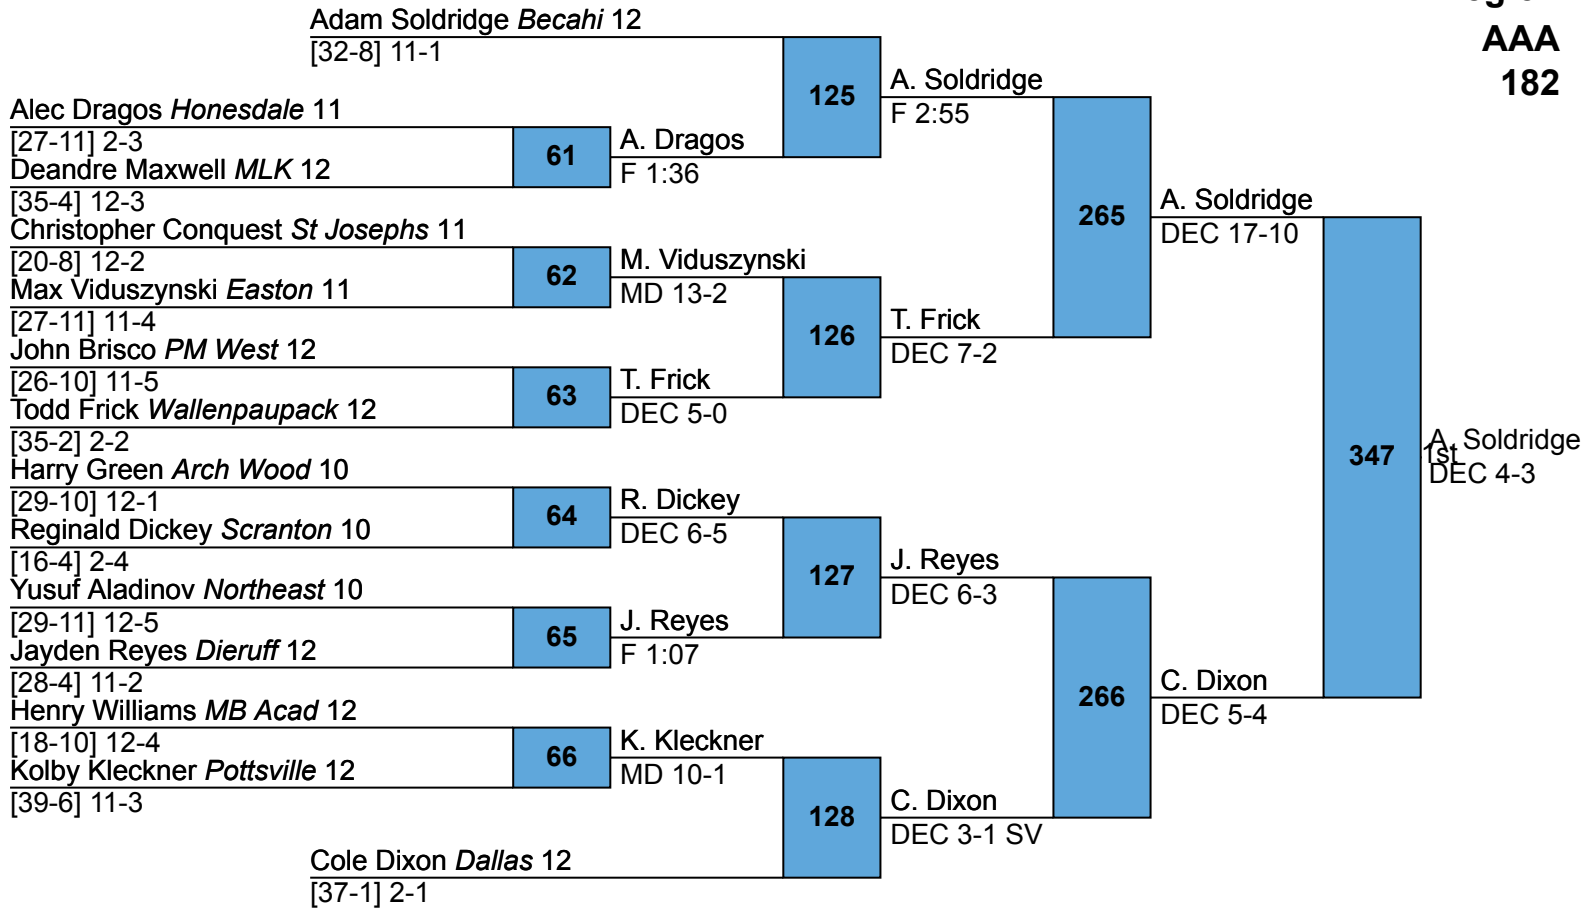 AAA
182
Adam Soldridge Becahi 12
[32-8] 11-1
125
A. Soldridge
F 2:55
Alec Dragos Honesdale 11
[27-11] 2-3
61
A. Dragos
F 1:36
Deandre Maxwell MLK 12
[35-4] 12-3
265
A. Soldridge
DEC 17-10
Christopher Conquest St Josephs 11
[20-8] 12-2
62
M. Viduszynski
MD 13-2
Max Viduszynski Easton 11
[27-11] 11-4
126
T. Frick
DEC 7-2
John Brisco PM West 12
[26-10] 11-5
63
T. Frick
DEC 5-0
Todd Frick Wallenpaupack 12
[35-2] 2-2
347
A. Soldridge
1st
DEC 4-3
Harry Green Arch Wood 10
[29-10] 12-1
64
R. Dickey
DEC 6-5
Reginald Dickey Scranton 10
[16-4] 2-4
127
J. Reyes
DEC 6-3
Yusuf Aladinov Northeast 10
[29-11] 12-5
65
J. Reyes
F 1:07
Jayden Reyes Dieruff 12
[28-4] 11-2
266
C. Dixon
DEC 5-4
Henry Williams MB Acad 12
[18-10] 12-4
66
K. Kleckner
MD 10-1
Kolby Kleckner Pottsville 12
[39-6] 11-3
128
C. Dixon
DEC 3-1 SV
Cole Dixon Dallas 12
[37-1] 2-1